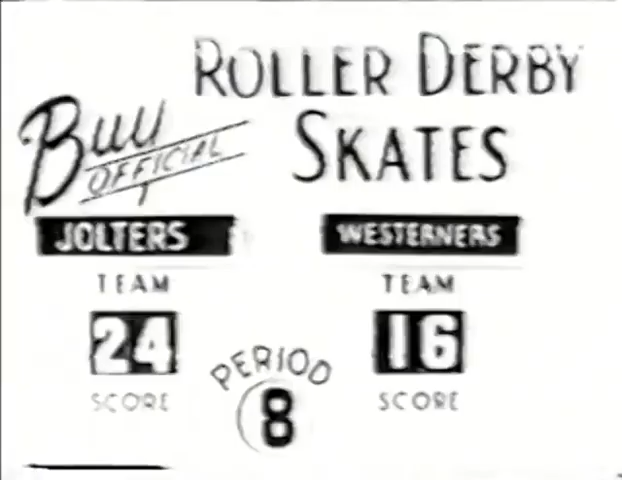 ROLLER DERBY
Buy
OFFICIAL
SKATES
JOLTERS
WESTERNERS
TEAM
TEAM
24
16
PERIOD
SCORE
SCORE
8